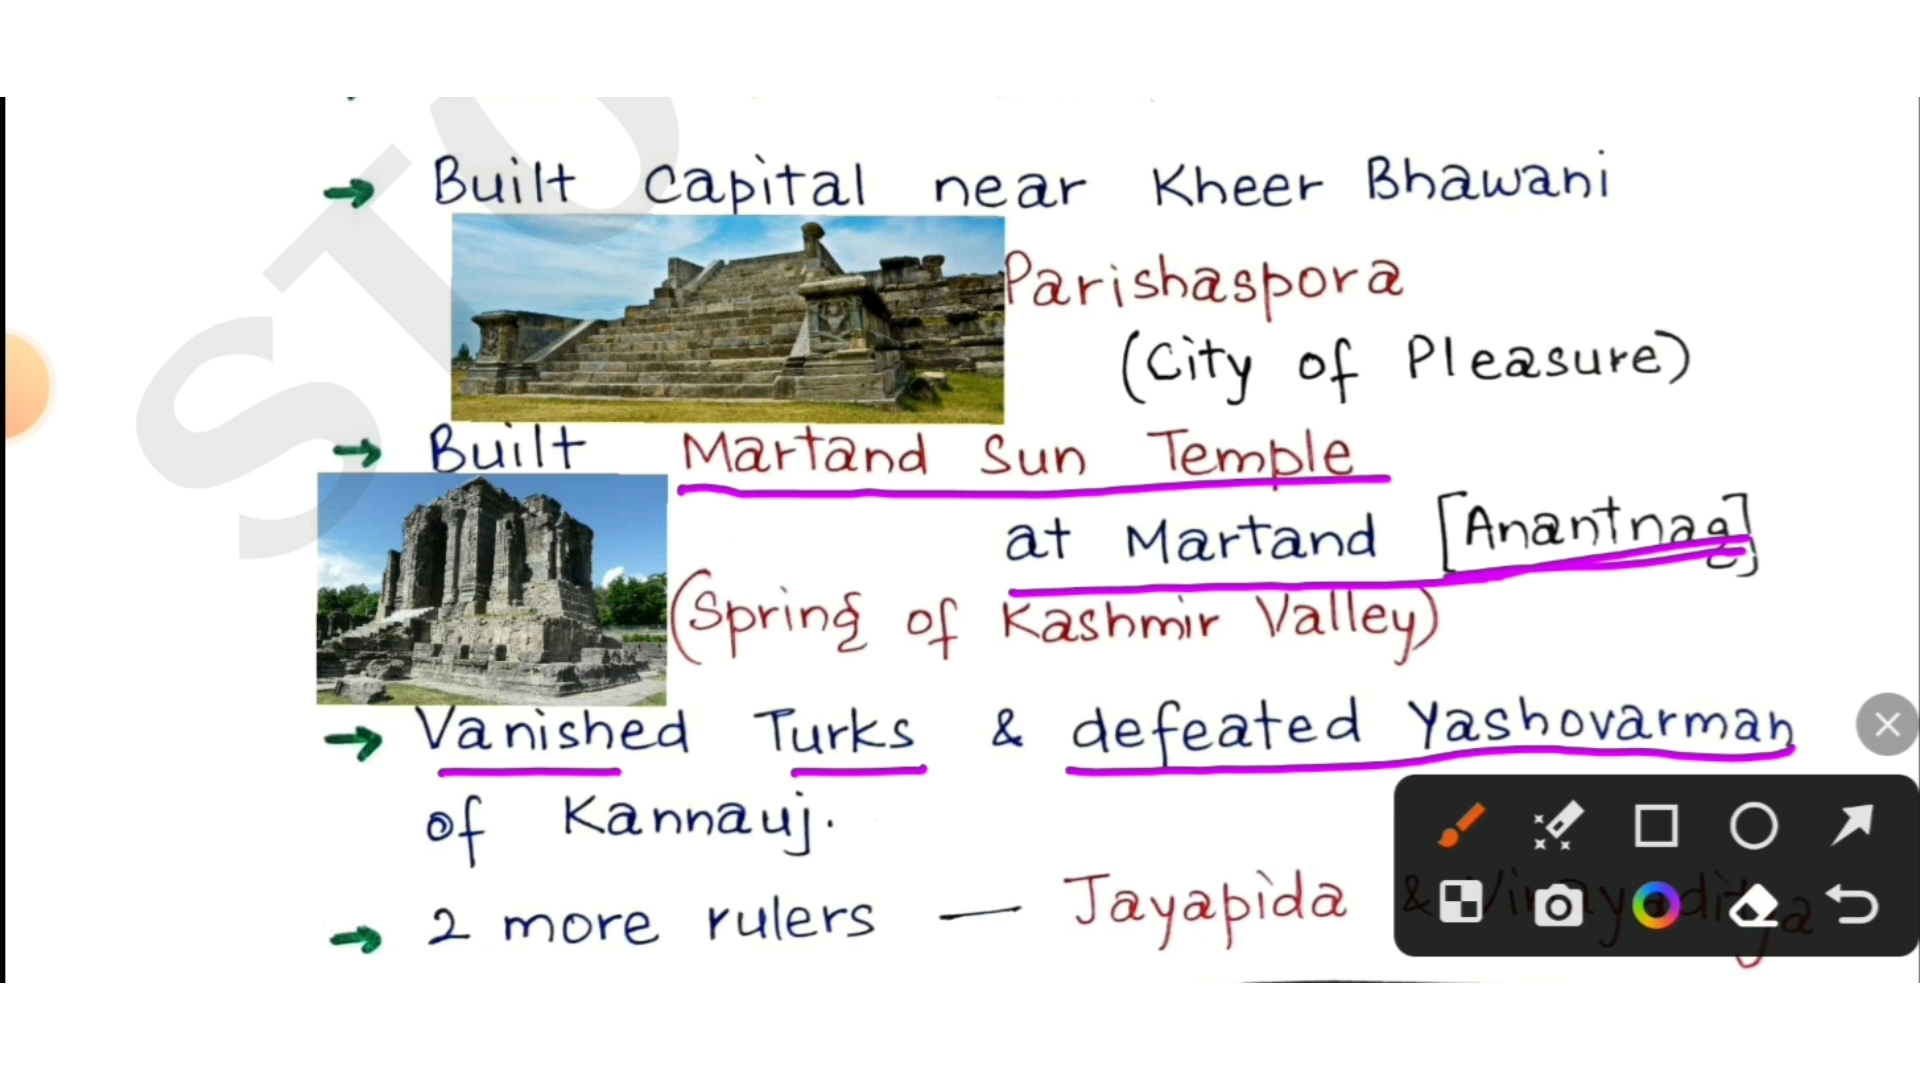 → Built Capital near Kheer Bhawani
Parishaspora
(City of Pleasure)
→ Built Martand Sun Temple
at Martand [Anantnag]
(Spring of Kashmir Valley)
→ Vanished Turks & defeated Yashovarman
of Kannauj.
→ 2 more rulers — Jayapida & Vinayaditya